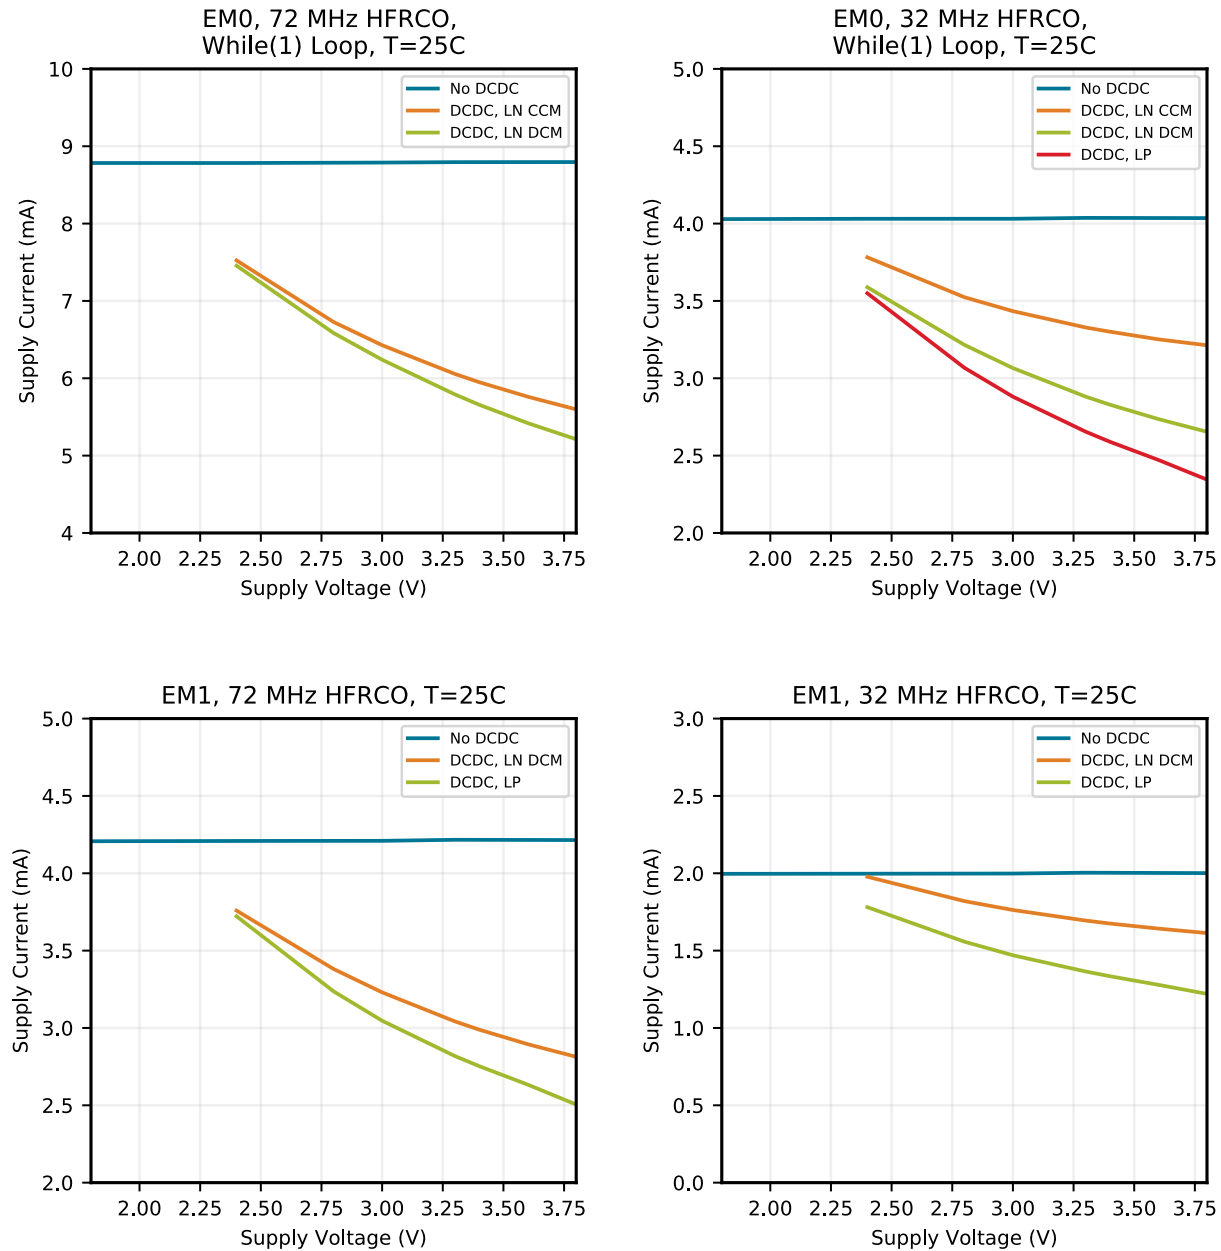 EM0, 72 MHz HFRCO,
While(1) Loop, T=25C
10
9
8
7
6
5
4
Supply Current (mA)
No DCDC
DCDC, LN CCM
DCDC, LN DCM
2.00 2.25 2.50 2.75 3.00 3.25 3.50 3.75
Supply Voltage (V)
EM0, 32 MHz HFRCO,
While(1) Loop, T=25C
5.0
4.5
4.0
3.5
3.0
2.5
2.0
Supply Current (mA)
No DCDC
DCDC, LN CCM
DCDC, LN DCM
DCDC, LP
2.00 2.25 2.50 2.75 3.00 3.25 3.50 3.75
Supply Voltage (V)
EM1, 72 MHz HFRCO, T=25C
5.0
4.5
4.0
3.5
3.0
2.5
2.0
Supply Current (mA)
No DCDC
DCDC, LN DCM
DCDC, LP
2.00 2.25 2.50 2.75 3.00 3.25 3.50 3.75
Supply Voltage (V)
EM1, 32 MHz HFRCO, T=25C
3.0
2.5
2.0
1.5
1.0
0.5
0.0
Supply Current (mA)
No DCDC
DCDC, LN DCM
DCDC, LP
2.00 2.25 2.50 2.75 3.00 3.25 3.50 3.75
Supply Voltage (V)